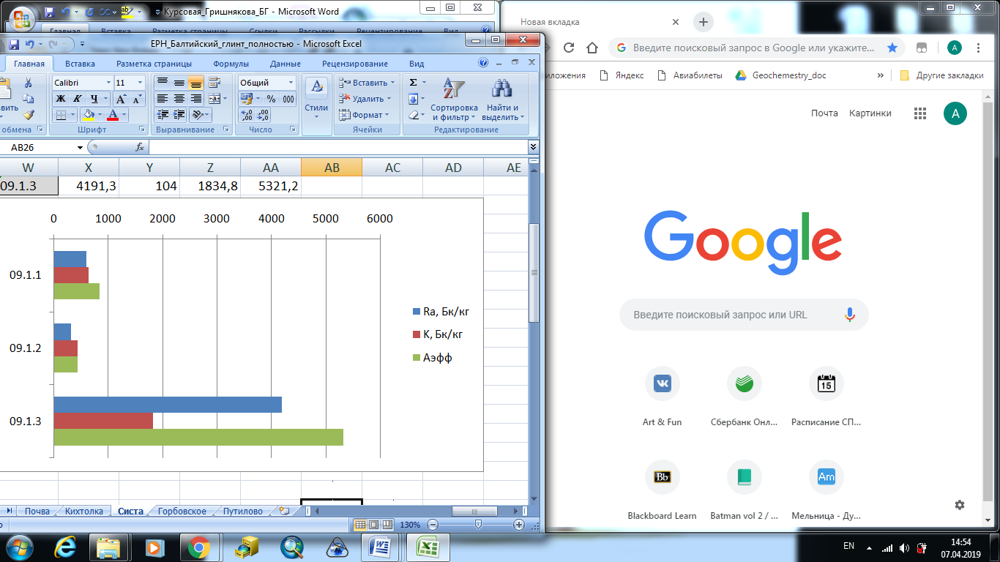 Курсовая_Гришнякова_БГ - Microsoft Word
ЕРН_Балтийский_глинт_полностью - Microsoft Excel
Главная Вставка Разметка страницы Формулы Данные Рецензирование Вид
Calibri 11 Общий
Ж К Ч % 000
Стили
Вставить
Удалить
Формат
Сортировка и фильтр
Найти и выделить
Шрифт Выравнивание Число Ячейки Редактирование
AB26 fx
W X Y Z AA AB AC AD AE
09.1.3 4191,3 104 1834,8 5321,2
0 1000 2000 3000 4000 5000 6000
09.1.1
09.1.2
09.1.3
Ra, Бк/кг
K, Бк/кг
Аэфф
Почва Кихтолка Систа Горбовское Путилово
130%
Новая вкладка
Введите поисковый запрос в Google или укажите...
A
Яндекс Авиабилеты Geochemestry_doc » Другие закладки
Почта Картинки A
Google
Введите поисковый запрос или URL
Art & Fun Сбербанк Онл... Расписание СП...
15
Bb Am
Blackboard Learn Batman vol 2 / ... Мельница - Ду...
EN 14:54
07.04.2019